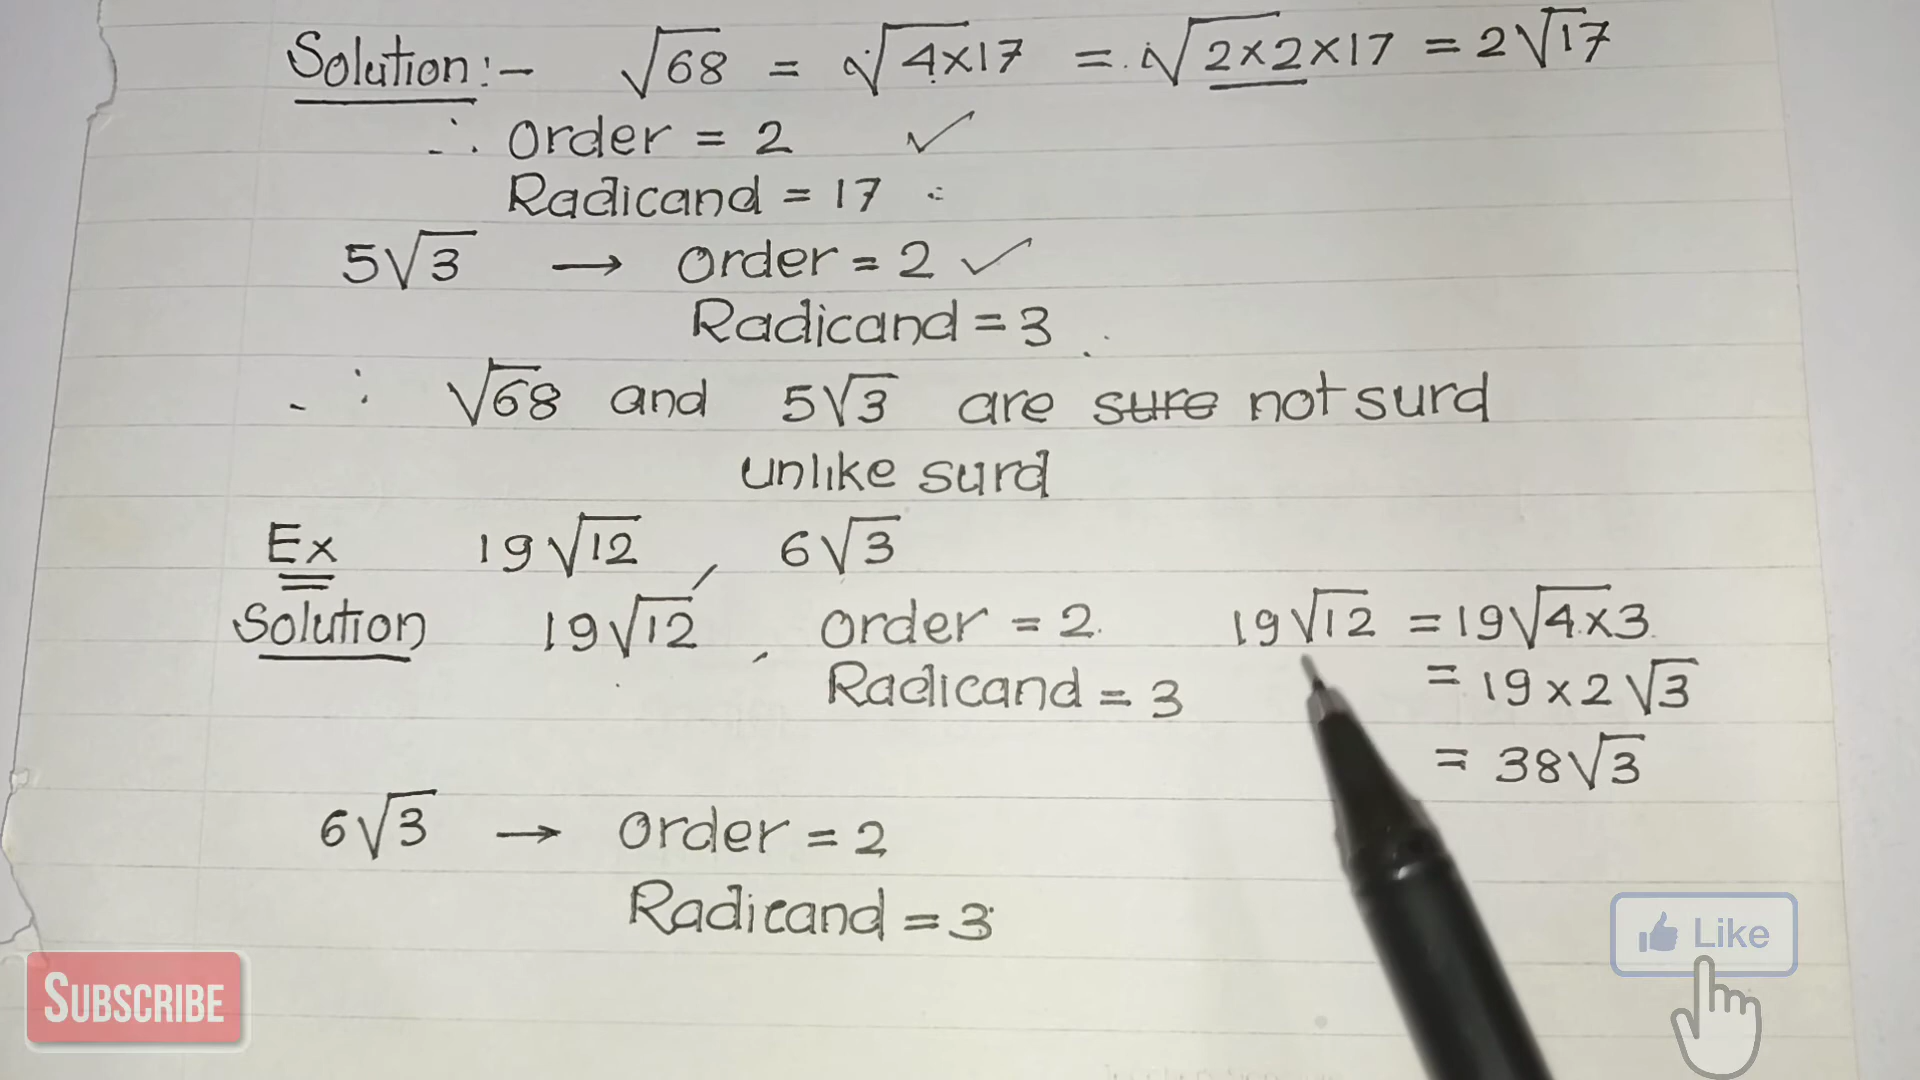 Solution :- √68 = √4×17 = √2×2×17 = 2√17
∴ Order = 2 ✓
Radicand = 17
5√3 → Order = 2 ✓
Radicand = 3
∴ √68 and 5√3 are sure not surd
unlike surd
Ex 19√12, 6√3
Solution 19√12, Order = 2 19√12 = 19√4×3
Radicand = 3 = 19×2√3
= 38√3
6√3 → Order = 2
Radicand = 3
Like
SUBSCRIBE